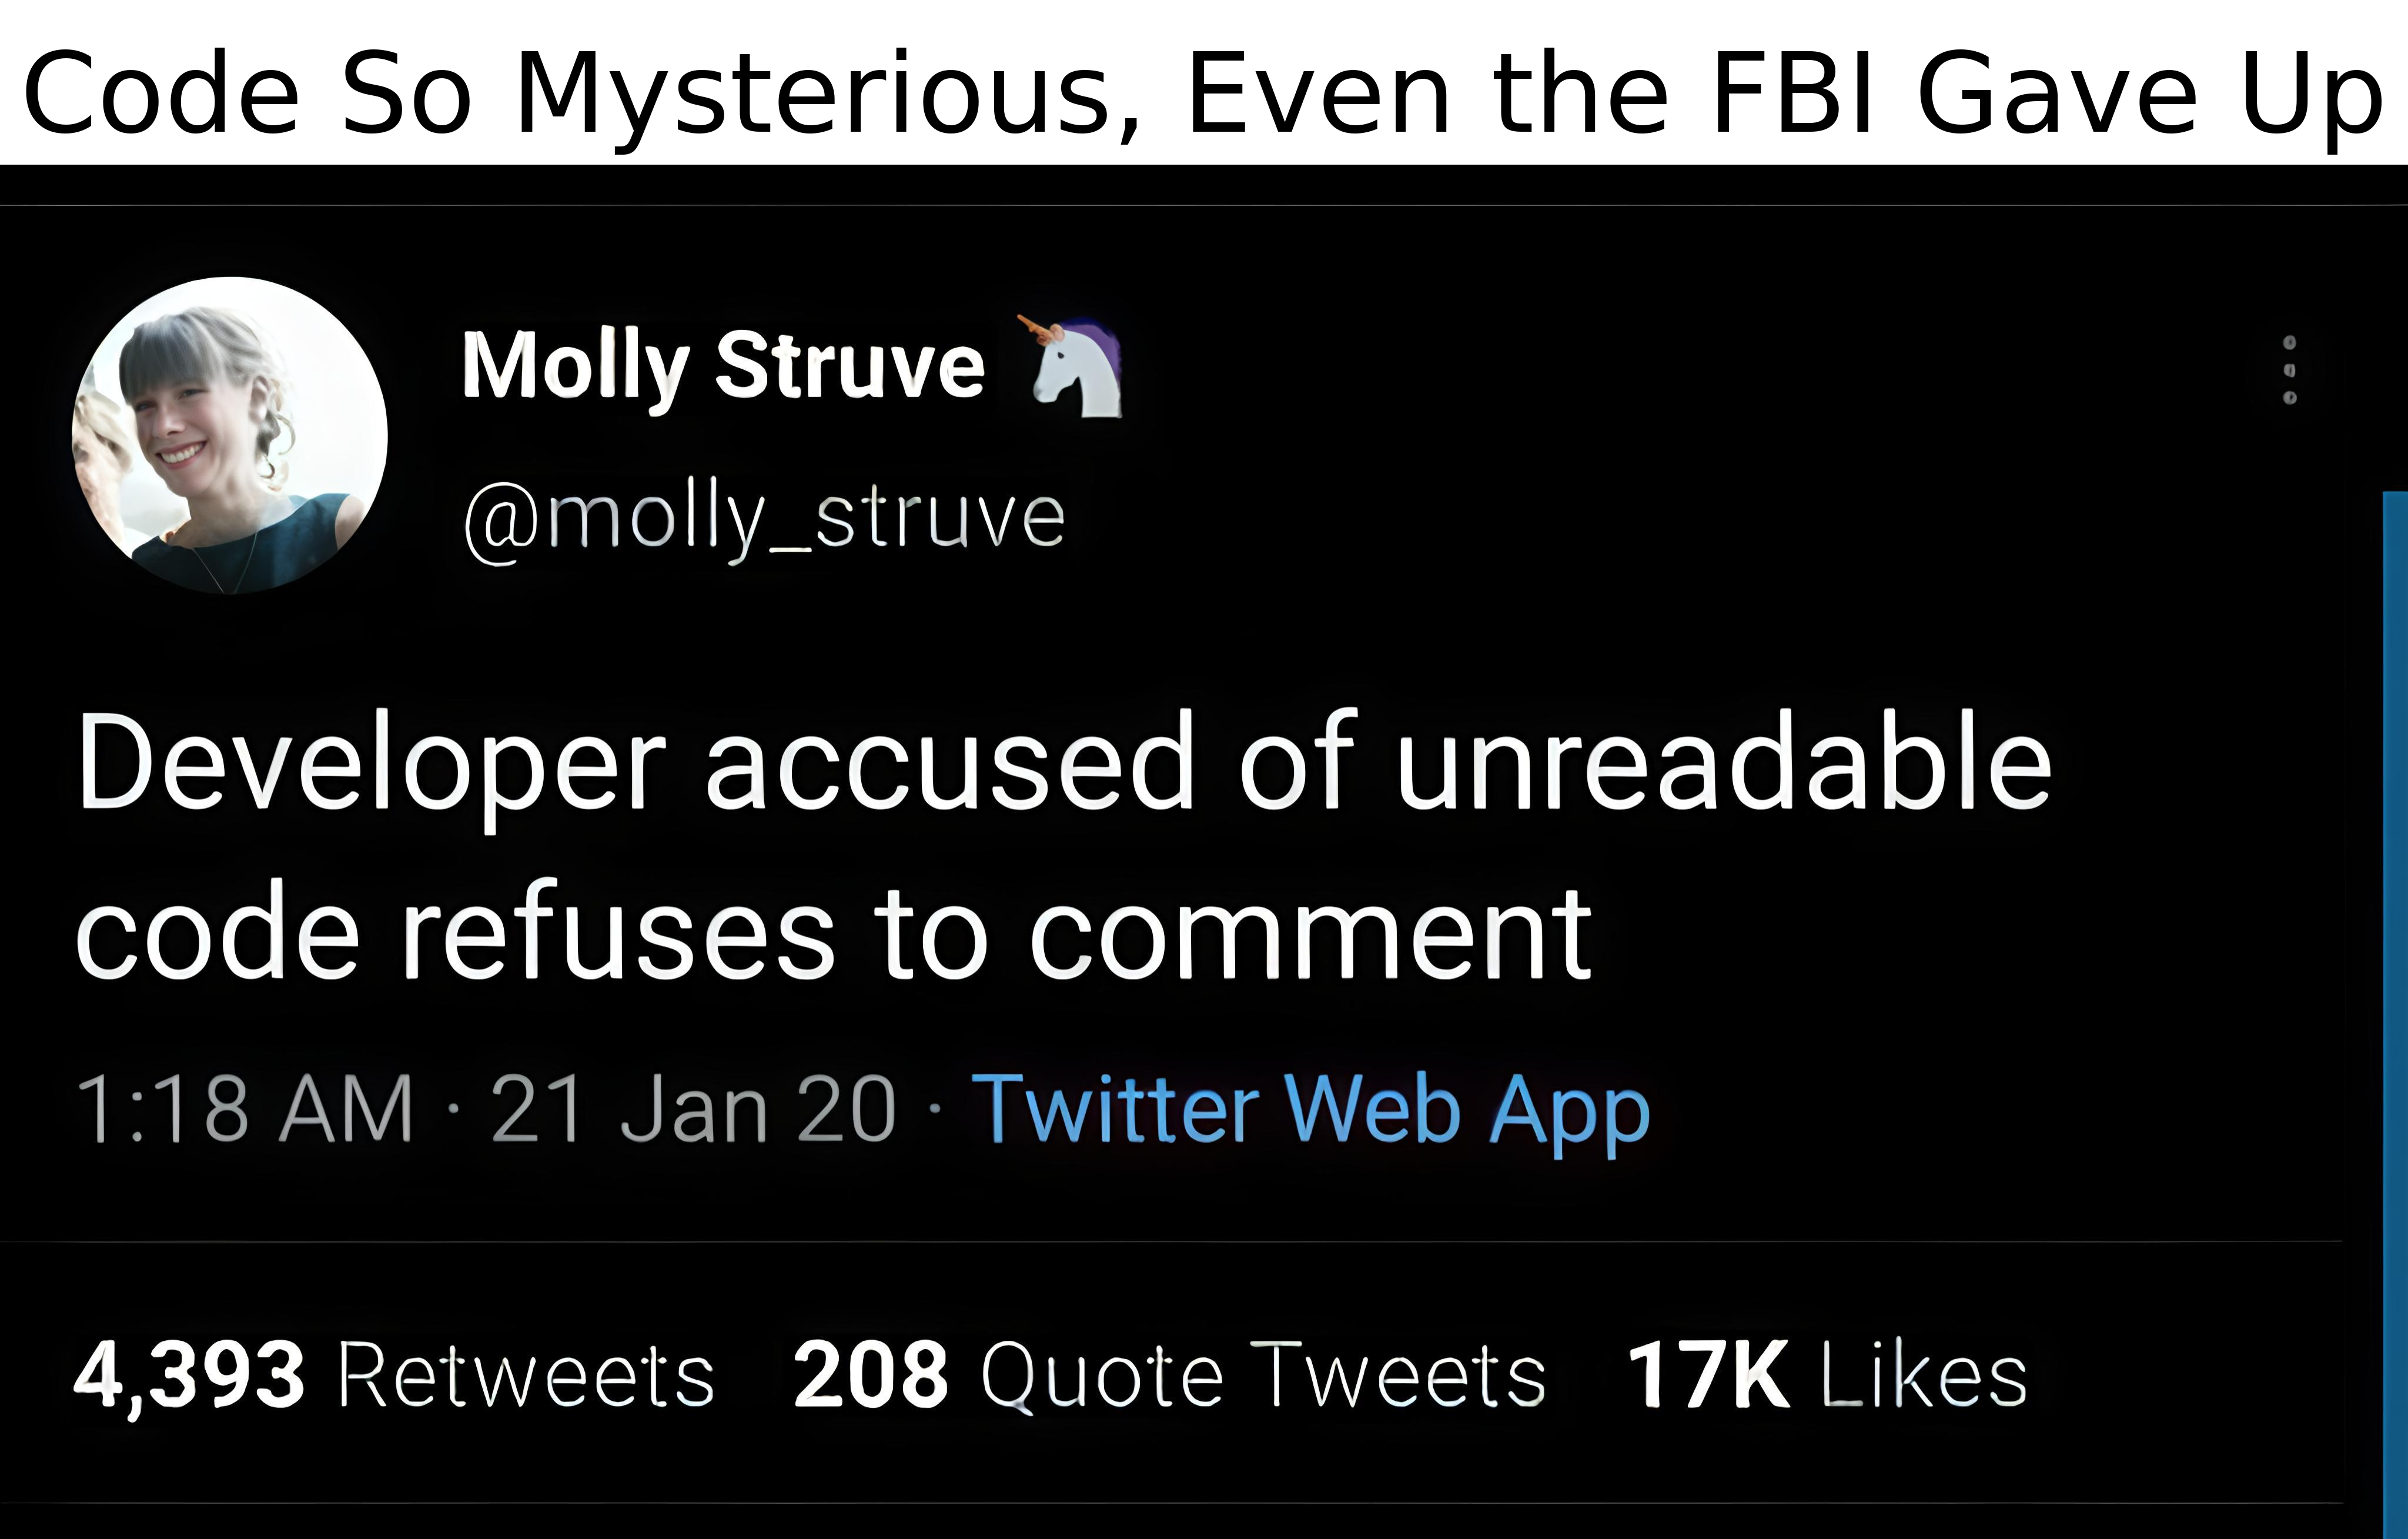 Code So Mysterious, Even the FBI Gave Up
Molly Struve 🦄
@molly_struve
Developer accused of unreadable
code refuses to comment
1:18 AM · 21 Jan 20 · Twitter Web App
4,393 Retweets 208 Quote Tweets 17K Likes